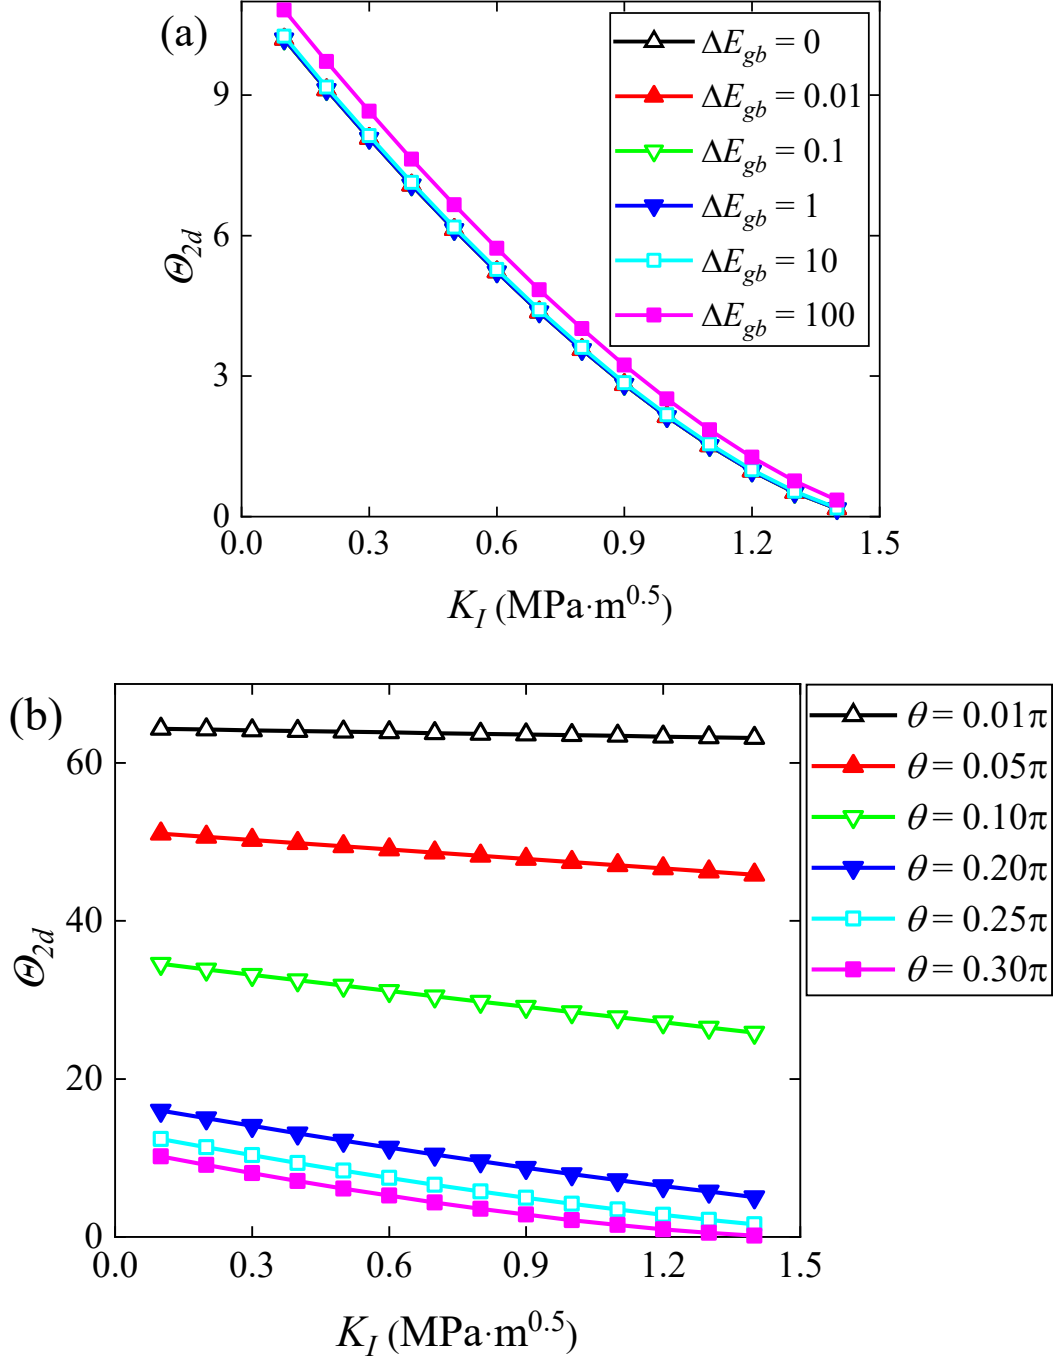 (a)
ΔE_gb = 0
ΔE_gb = 0.01
ΔE_gb = 0.1
ΔE_gb = 1
ΔE_gb = 10
ΔE_gb = 100
9
6
3
0
Θ_2d
0.0 0.3 0.6 0.9 1.2 1.5
K_I (MPa·m^0.5)
(b)
θ = 0.01π
θ = 0.05π
θ = 0.10π
θ = 0.20π
θ = 0.25π
θ = 0.30π
60
40
20
0
Θ_2d
0.0 0.3 0.6 0.9 1.2 1.5
K_I (MPa·m^0.5)